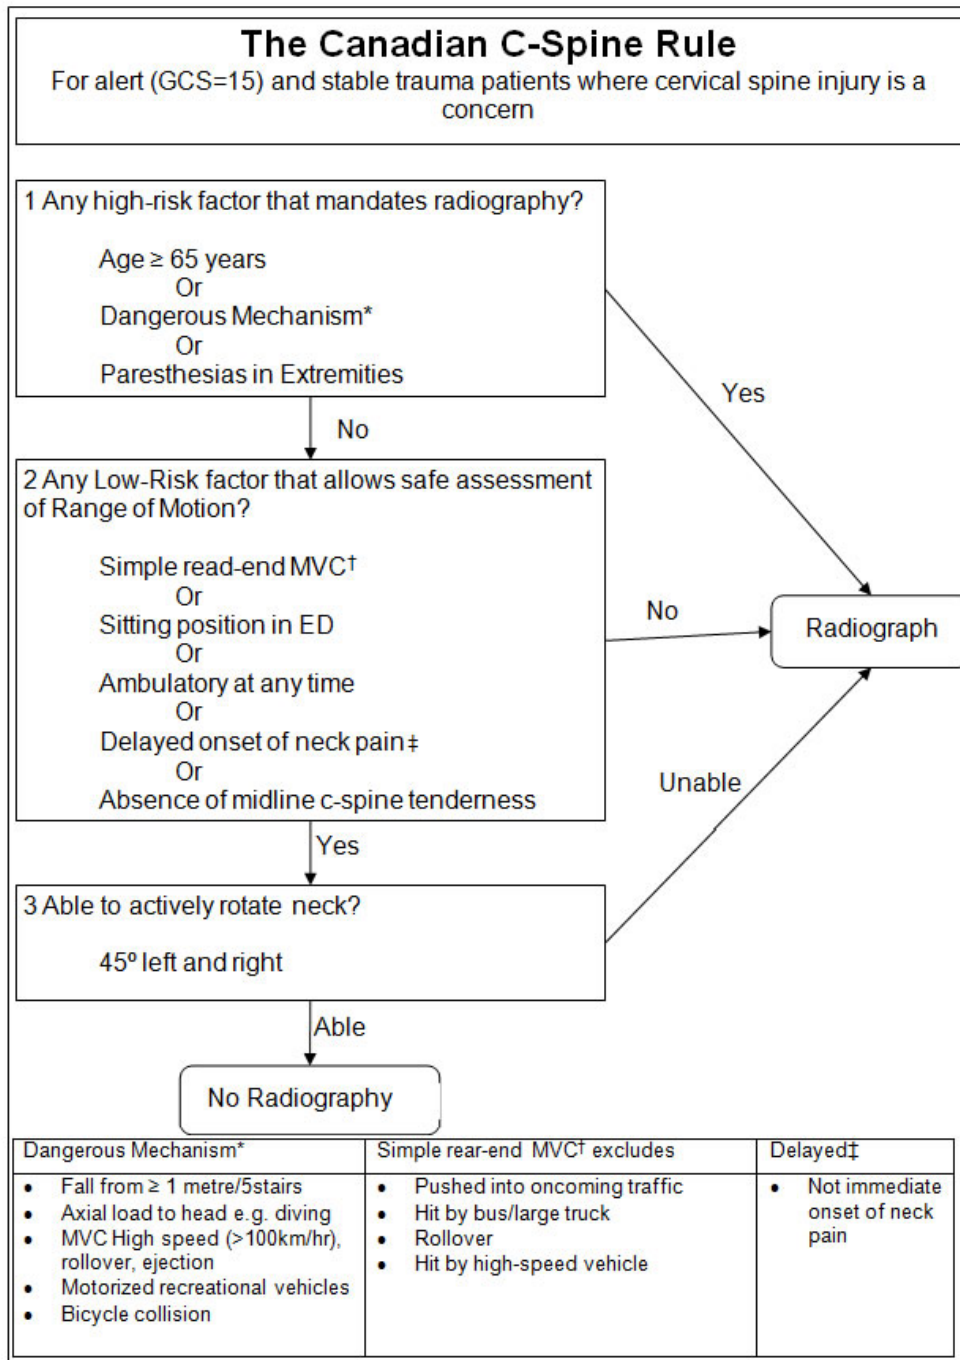 The Canadian C-Spine Rule
For alert (GCS=15) and stable trauma patients where cervical spine injury is a
concern
1 Any high-risk factor that mandates radiography?
Age ≥ 65 years
Or
Dangerous Mechanism*
Or
Paresthesias in Extremities
Yes
No
2 Any Low-Risk factor that allows safe assessment
of Range of Motion?
Simple read-end MVC†
Or
Sitting position in ED
Or
Ambulatory at any time
Or
Delayed onset of neck pain‡
Or
Absence of midline c-spine tenderness
No
Radiograph
Unable
Yes
3 Able to actively rotate neck?
45º left and right
Able
No Radiography
Dangerous Mechanism*
• Fall from ≥ 1 metre/5stairs
• Axial load to head e.g. diving
• MVC High speed (>100km/hr),
rollover, ejection
• Motorized recreational vehicles
• Bicycle collision
Simple rear-end MVC† excludes
• Pushed into oncoming traffic
• Hit by bus/large truck
• Rollover
• Hit by high-speed vehicle
Delayed‡
• Not immediate
onset of neck
pain